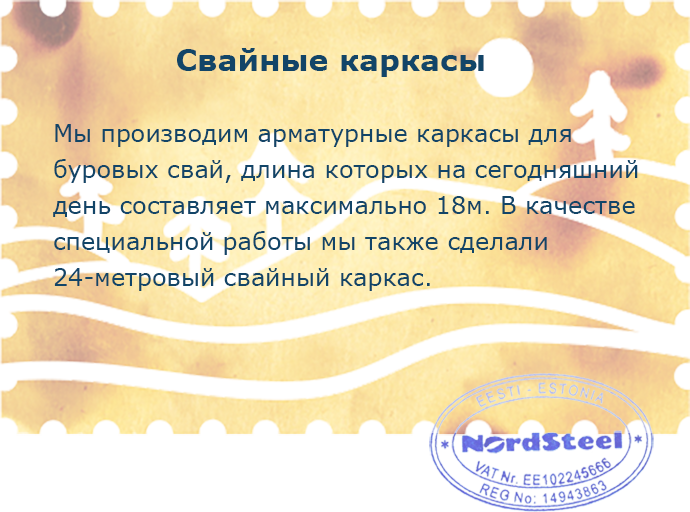 Свайные каркасы
Мы производим арматурные каркасы для
буровых свай, длина которых на сегодняшний
день составляет максимально 18м. В качестве
специальной работы мы также сделали
24-метровый свайный каркас.
EESTI - ESTONIA
* NordSteel *
VAT Nr. EE102245666
REG No: 14943863